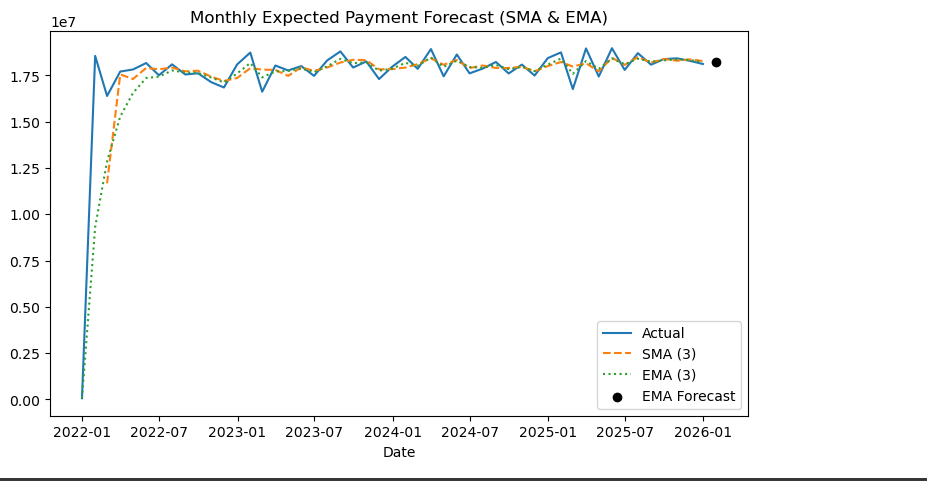 Monthly Expected Payment Forecast (SMA & EMA)
1e7
1.75
1.50
1.25
1.00
0.75
0.50
0.25
0.00
Actual
SMA (3)
EMA (3)
EMA Forecast
2022-01 2022-07 2023-01 2023-07 2024-01 2024-07 2025-01 2025-07 2026-01
Date